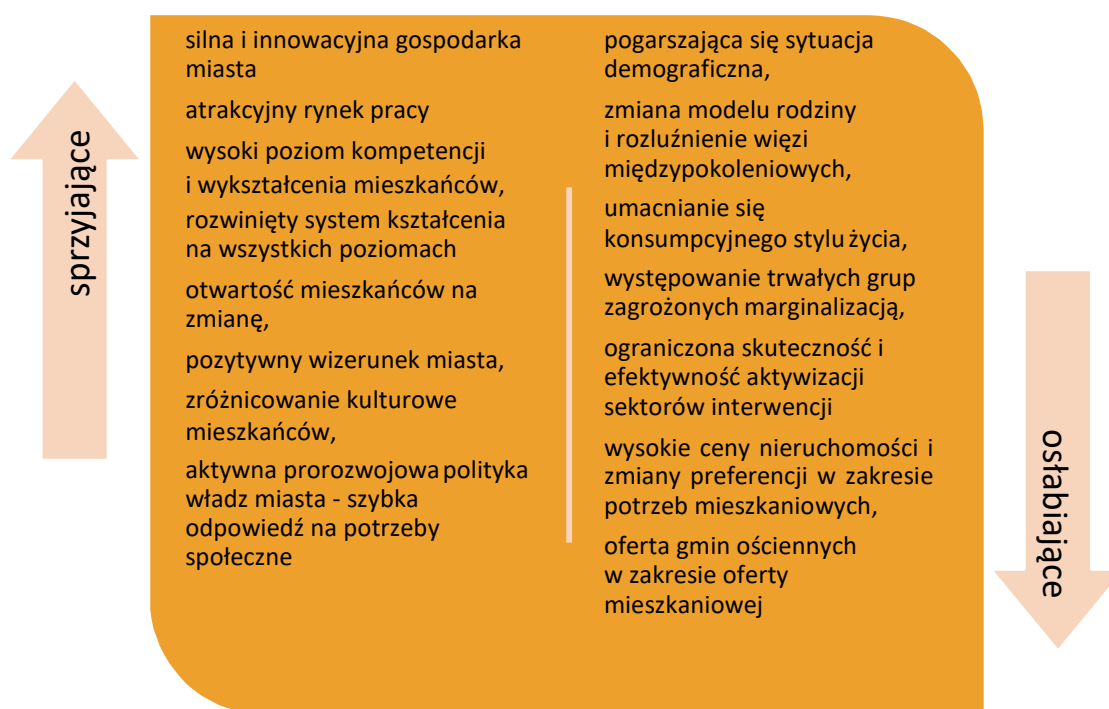 sprzyjające
silna i innowacyjna gospodarka
miasta
atrakcyjny rynek pracy
wysoki poziom kompetencji
i wykształcenia mieszkańców,
rozwinięty system kształcenia
na wszystkich poziomach
otwartość mieszkańców na
zmianę,
pozytywny wizerunek miasta,
zróżnicowanie kulturowe
mieszkańców,
aktywna prorozwojowa polityka
władz miasta - szybka
odpowiedź na potrzeby
społeczne
pogarszająca się sytuacja
demograficzna,
zmiana modelu rodziny
i rozluźnienie więzi
międzypokoleniowych,
umacnianie się
konsumpcyjnego stylu życia,
występowanie trwałych grup
zagrożonych marginalizacją,
ograniczona skuteczność i
efektywność aktywizacji
sektorów interwencji
wysokie ceny nieruchomości i
zmiany preferencji w zakresie
potrzeb mieszkaniowych,
oferta gmin ościennych
w zakresie oferty
mieszkaniowej
osłabiające